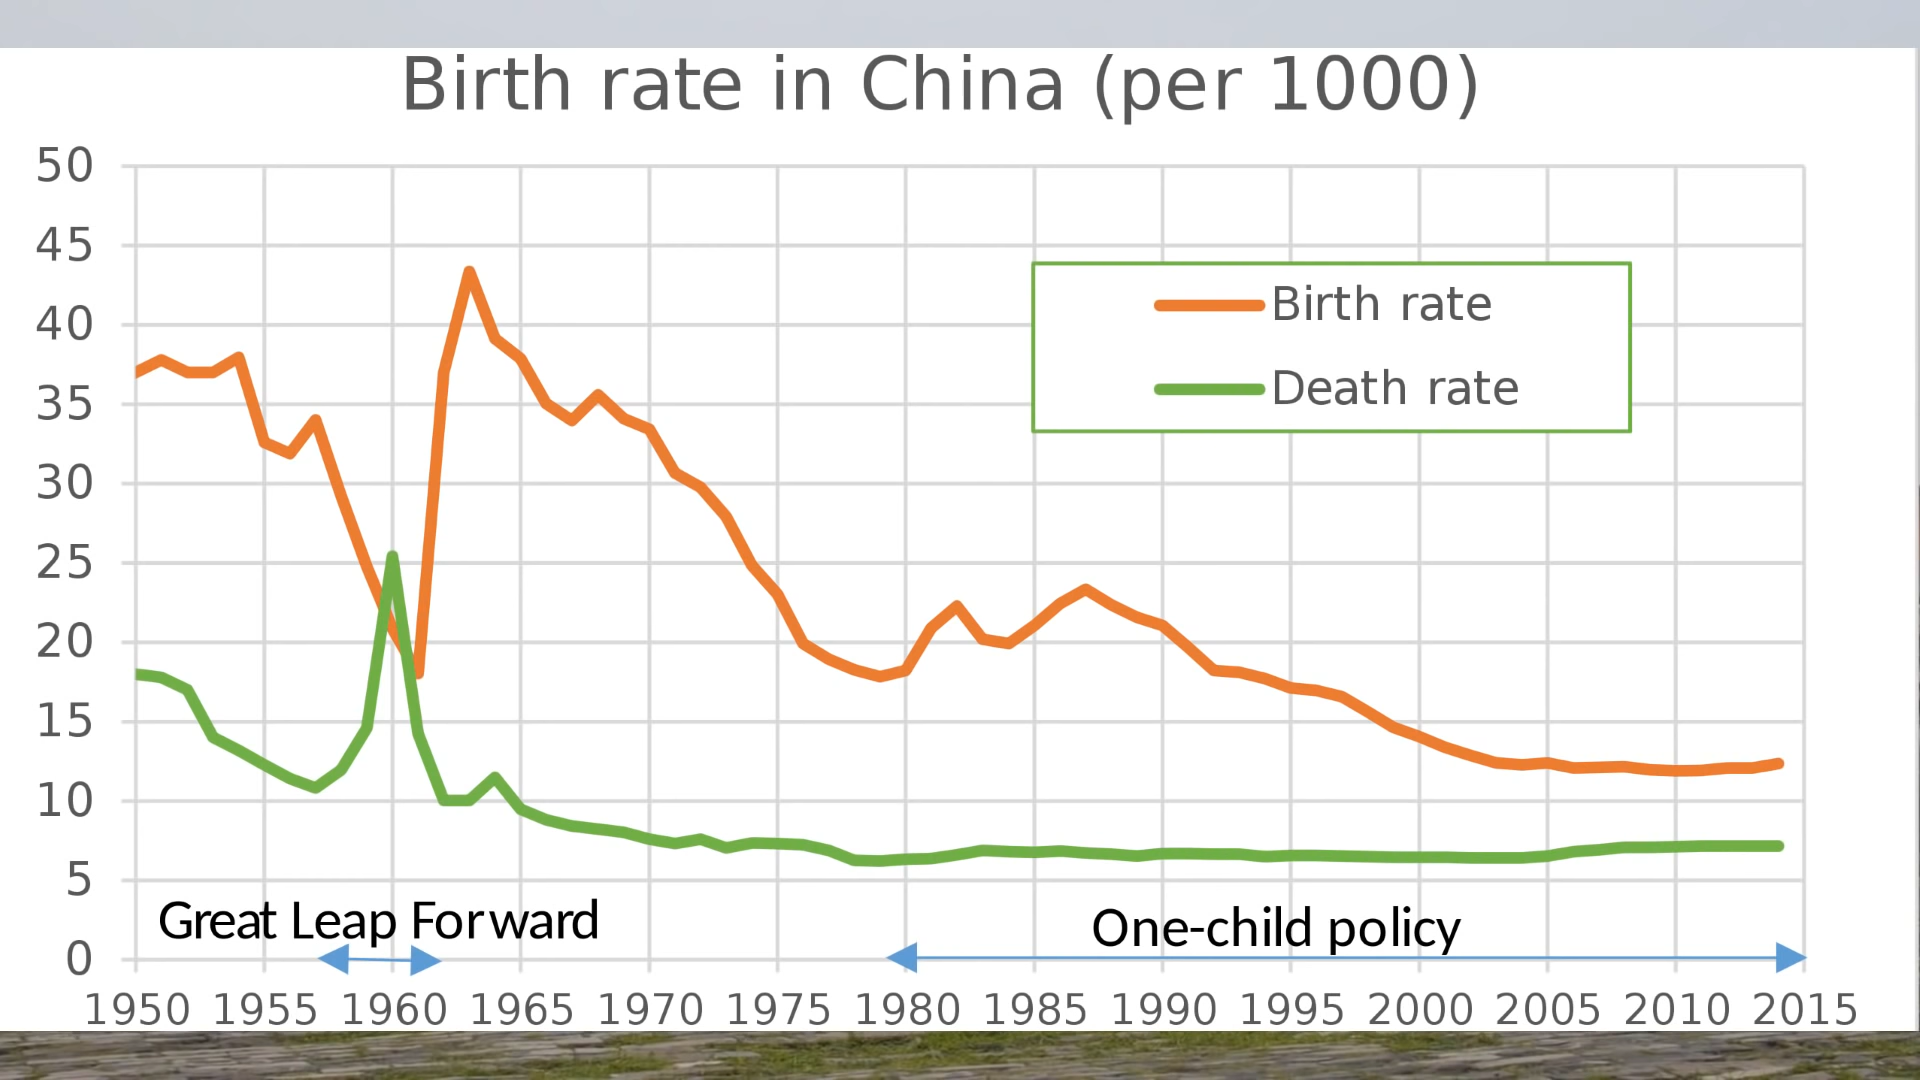 Birth rate in China (per 1000)
50
45
40
35
30
25
20
15
10
5
0
Birth rate
Death rate
Great Leap Forward
One-child policy
1950 1955 1960 1965 1970 1975 1980 1985 1990 1995 2000 2005 2010 2015